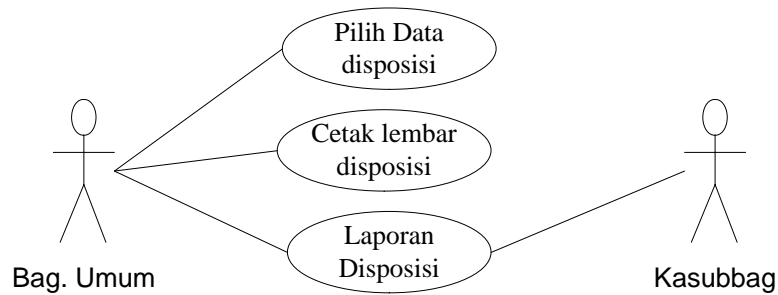 Pilih Data
disposisi
Cetak lembar
disposisi
Laporan
Disposisi
Bag. Umum
Kasubbag